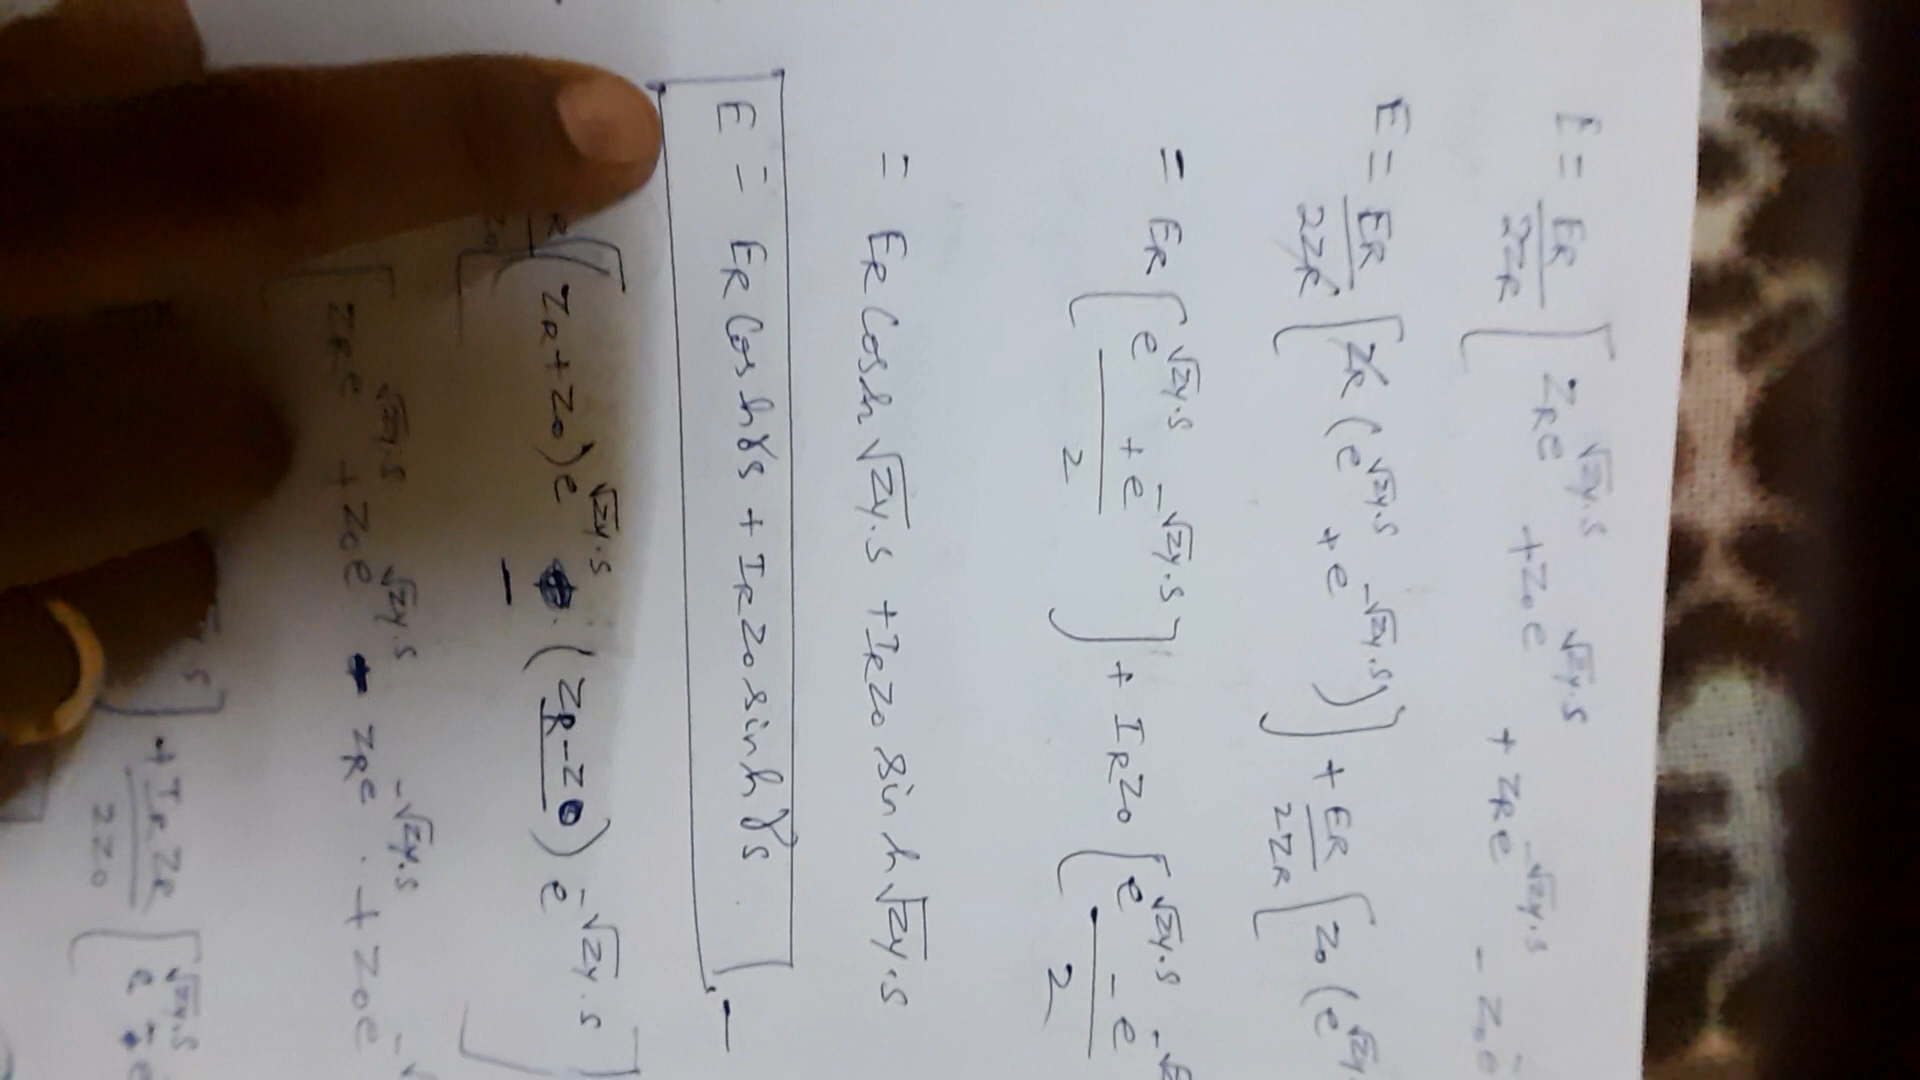 E = ER/2ZR [ ZR e^√ZY.S + Z0 e^√ZY.S + ZR e^-√ZY.S - Z0 e
E = ER/2ZR [ ZR (e^√ZY.S + e^-√ZY.S) ] + ER/2ZR [ Z0 (e^√ZY.
= ER [ (e^√ZY.S + e^-√ZY.S)/2 ] + IR Z0 [ (e^√ZY.S - e^-√Z
= ER Cosh √ZY.S + IR Z0 sinh √ZY.S
E = ER Cosh γs + IR Z0 sinh γs.
[ (ZR + Z0) e^√ZY.S - (ZR - Z0) e^-√ZY.S ]
[ ZR e^√ZY.S + Z0 e^√ZY.S - ZR e^-√ZY.S + Z0 e^-√
s ] + IR ZR/2Z0 [ e^√ZY.S